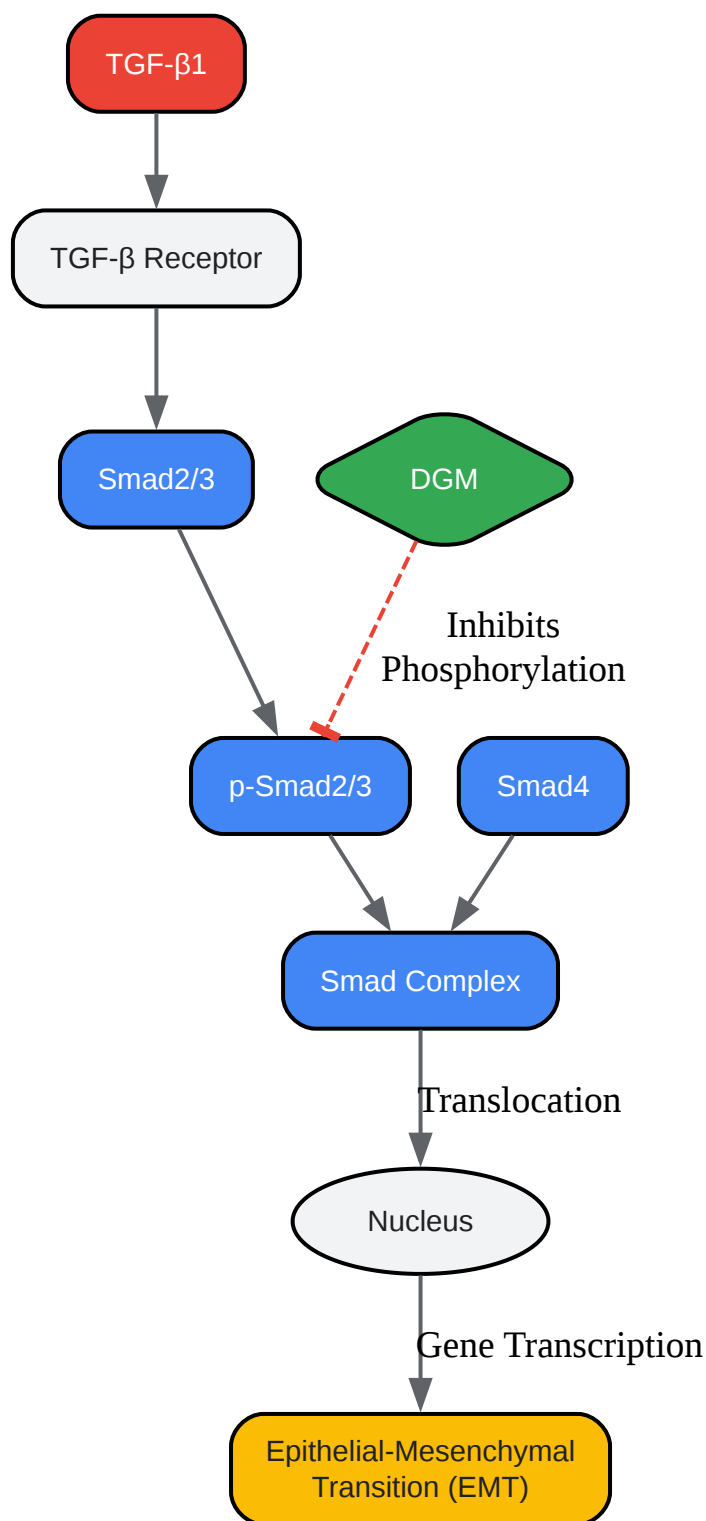 TGF-β1
TGF-β Receptor
Smad2/3
DGM
Inhibits
Phosphorylation
p-Smad2/3
Smad4
Smad Complex
Translocation
Nucleus
Gene Transcription
Epithelial-Mesenchymal
Transition (EMT)